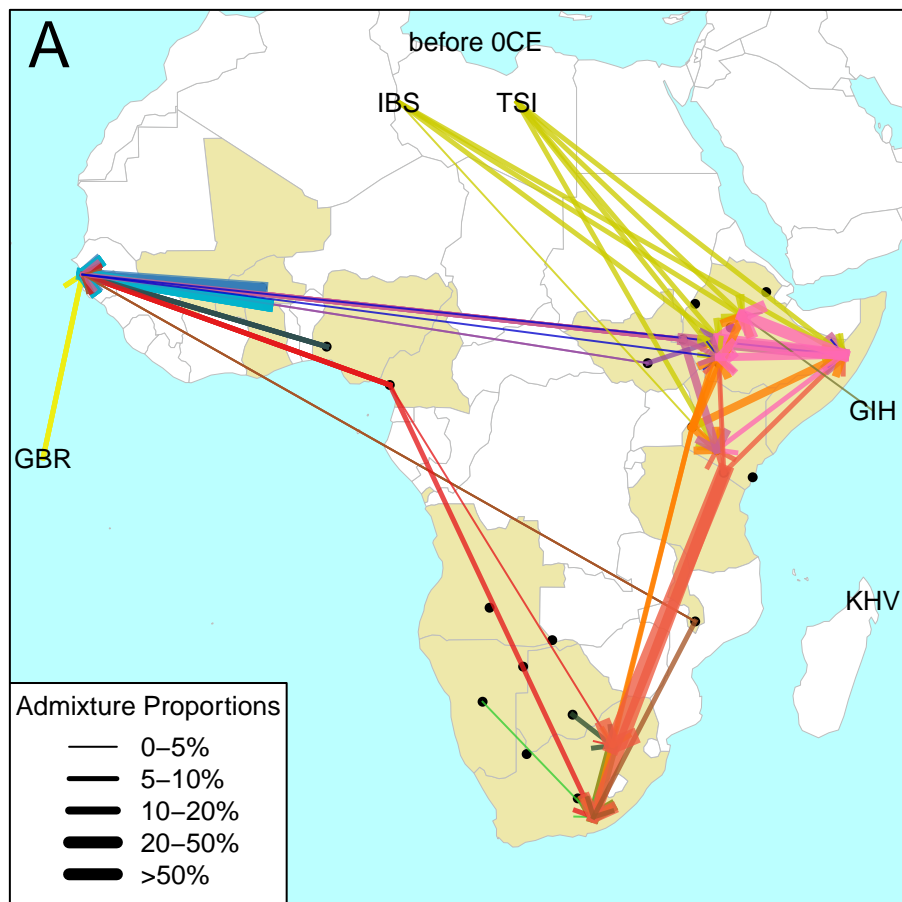 A
before 0CE
IBS
TSI
GBR
GIH
KHV
Admixture Proportions
0–5%
5–10%
10–20%
20–50%
>50%